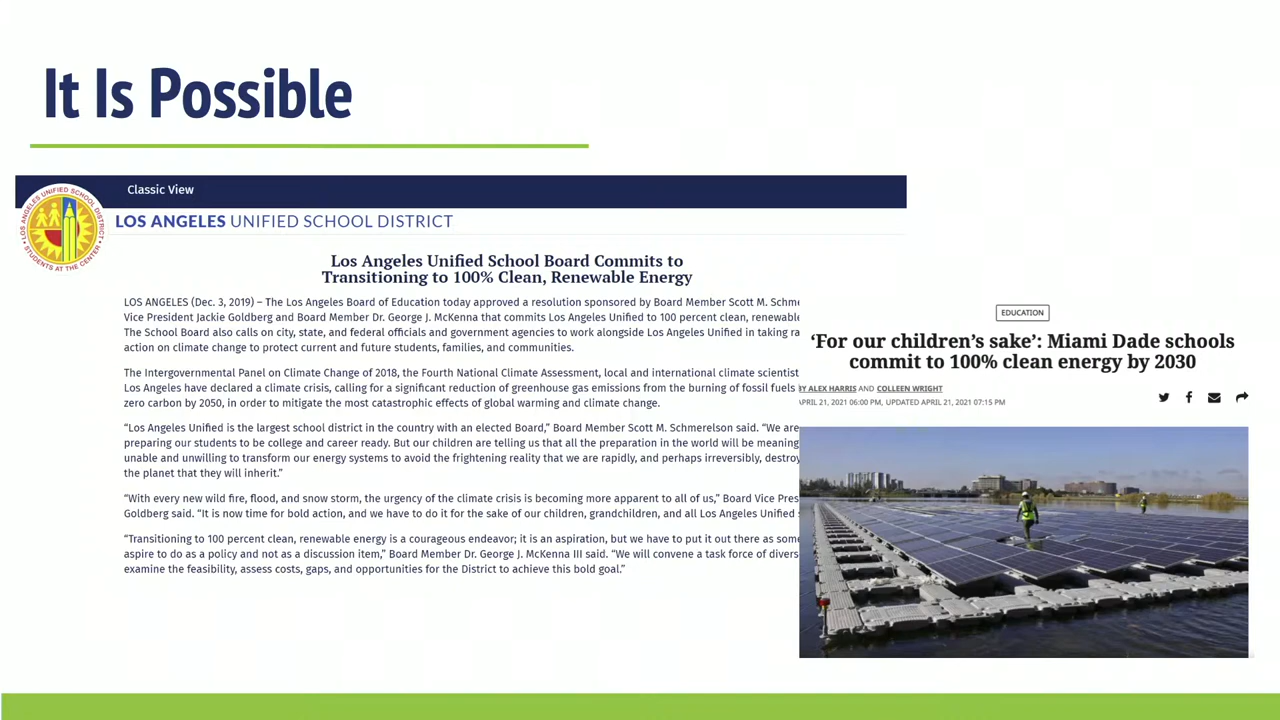 It Is Possible
Classic View
LOS ANGELES UNIFIED SCHOOL DISTRICT
LOS ANGELES UNIFIED SCHOOL DISTRICT
• STUDENTS AT THE CENTER •
Los Angeles Unified School Board Commits to
Transitioning to 100% Clean, Renewable Energy
LOS ANGELES (Dec. 3, 2019) – The Los Angeles Board of Education today approved a resolution sponsored by Board Member Scott M. Schme
Vice President Jackie Goldberg and Board Member Dr. George J. McKenna that commits Los Angeles Unified to 100 percent clean, renewable
The School Board also calls on city, state, and federal officials and government agencies to work alongside Los Angeles Unified in taking ra
action on climate change to protect current and future students, families, and communities.
The Intergovernmental Panel on Climate Change of 2018, the Fourth National Climate Assessment, local and international climate scientist
Los Angeles have declared a climate crisis, calling for a significant reduction of greenhouse gas emissions from the burning of fossil fuels
zero carbon by 2050, in order to mitigate the most catastrophic effects of global warming and climate change.
“Los Angeles Unified is the largest school district in the country with an elected Board,” Board Member Scott M. Schmerelson said. “We are
preparing our students to be college and career ready. But our children are telling us that all the preparation in the world will be meaning
unable and unwilling to transform our energy systems to avoid the frightening reality that we are rapidly, and perhaps irreversibly, destroy
the planet that they will inherit.”
“With every new wild fire, flood, and snow storm, the urgency of the climate crisis is becoming more apparent to all of us,” Board Vice Pres
Goldberg said. “It is now time for bold action, and we have to do it for the sake of our children, grandchildren, and all Los Angeles Unified
“Transitioning to 100 percent clean, renewable energy is a courageous endeavor; it is an aspiration, but we have to put it out there as some
aspire to do as a policy and not as a discussion item,” Board Member Dr. George J. McKenna III said. “We will convene a task force of divers
examine the feasibility, assess costs, gaps, and opportunities for the District to achieve this bold goal.”
EDUCATION
‘For our children’s sake’: Miami Dade schools
commit to 100% clean energy by 2030
BY ALEX HARRIS AND COLLEEN WRIGHT
APRIL 21, 2021 06:00 PM, UPDATED APRIL 21, 2021 07:15 PM